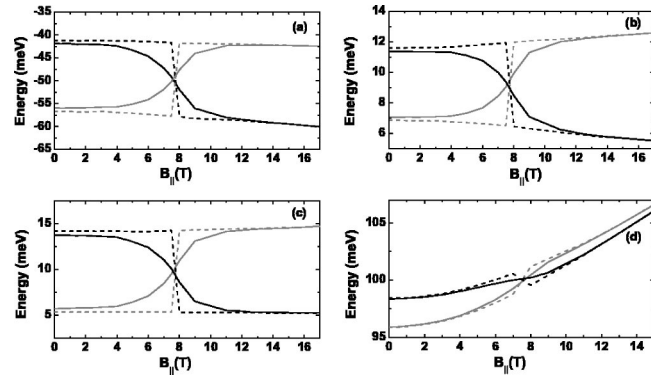 (a)
Energy (meV)
-35
-40
-45
-50
-55
-60
-65
0 2 4 6 8 10 12 14 16
B||(T)
(b)
Energy (meV)
14
12
10
8
6
0 2 4 6 8 10 12 14 16
B||(T)
(c)
Energy (meV)
15
10
5
0 2 4 6 8 10 12 14 16
B||(T)
(d)
Energy (meV)
105
100
95
0 2 4 6 8 10 12 14
B||(T)